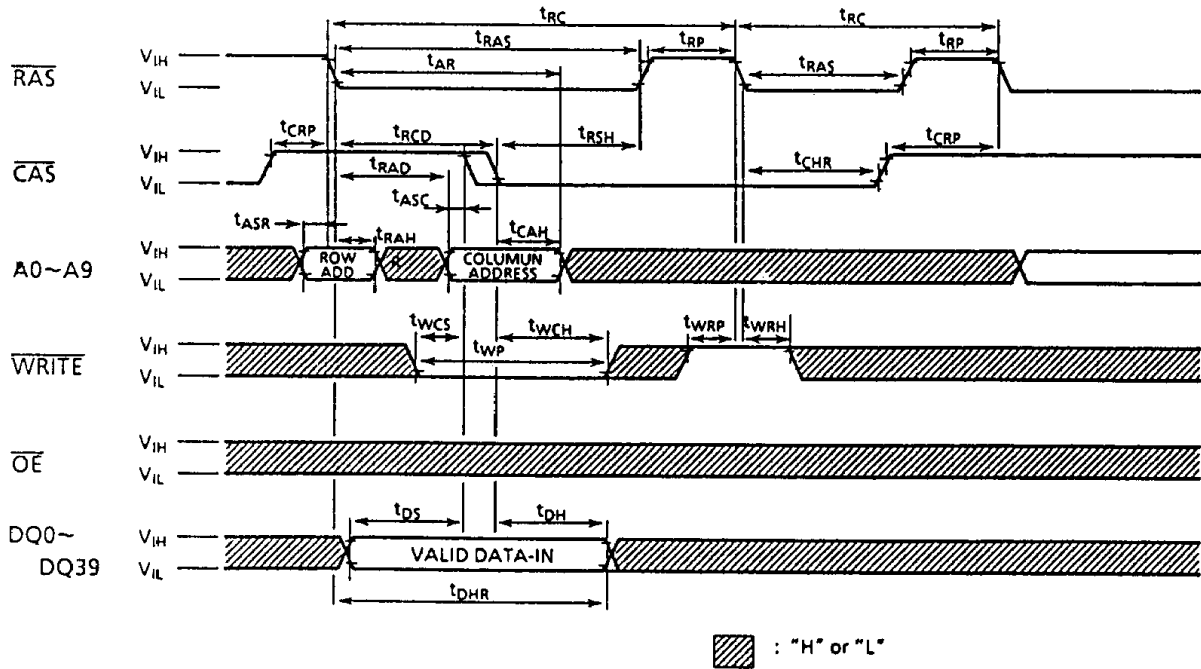 tRC tRC
tRAS tRP tRP
RAS VIH tAR tRAS
VIL
tCRP tRCD tRSH tCRP
CAS VIH tRAD tCHR
VIL
tASR tASC
tRAH tCAH
A0~A9 VIH ROW ADD COLUMUN ADDRESS
VIL
tWCS tWCH tWRP tWRH
WRITE VIH tWP
VIL
OE VIH
VIL
tDS tDH
DQ0~ VIH VALID DATA-IN
DQ39 VIL
tDHR
: "H" or "L"